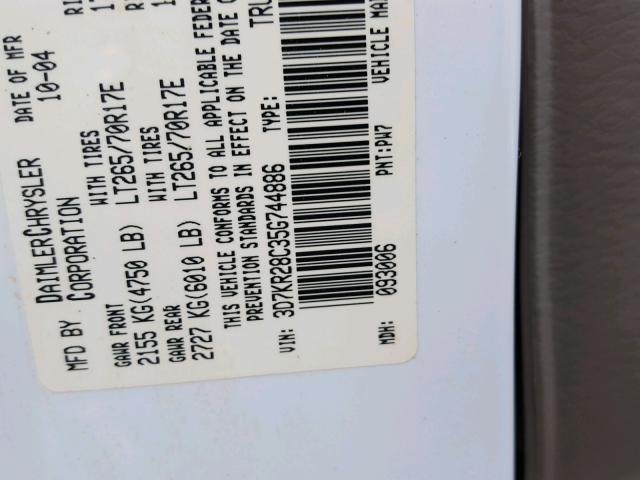 MFD BY DAIMLERCHRYSLER CORPORATION DATE OF MFR 10-04
GAWR FRONT WITH TIRES
2155 KG(4750 LB) LT265/70R17E
GAWR REAR WITH TIRES
2727 KG(6010 LB) LT265/70R17E
THIS VEHICLE CONFORMS TO ALL APPLICABLE FEDER
PREVENTION STANDARDS IN EFFECT ON THE DATE O
VIN: 3D7KR28C35G744886 TYPE: TRU
MDH: 093006 PNT:PW7 VEHICLE MA